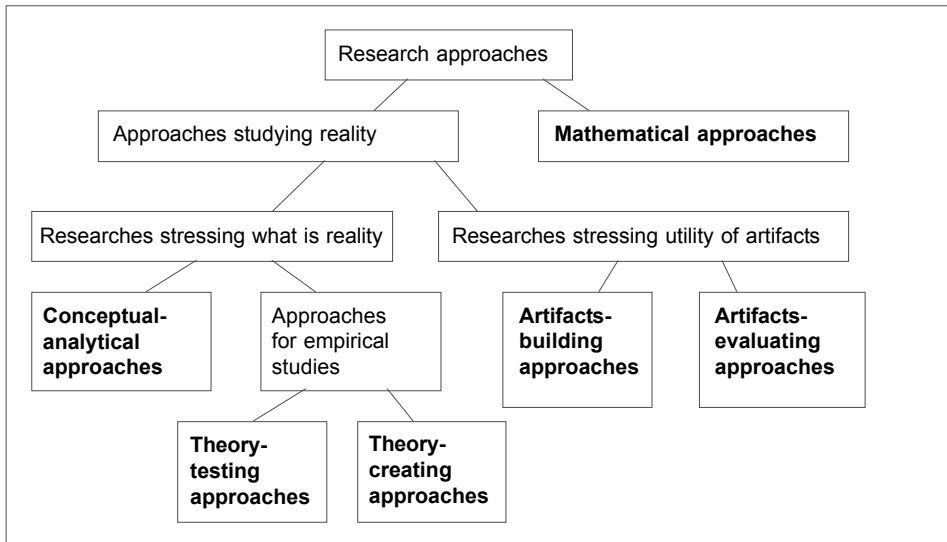 Research approaches
Approaches studying reality
Mathematical approaches
Researches stressing what is reality
Researches stressing utility of artifacts
Conceptual-
analytical
approaches
Approaches
for empirical
studies
Artifacts-
building
approaches
Artifacts-
evaluating
approaches
Theory-
testing
approaches
Theory-
creating
approaches